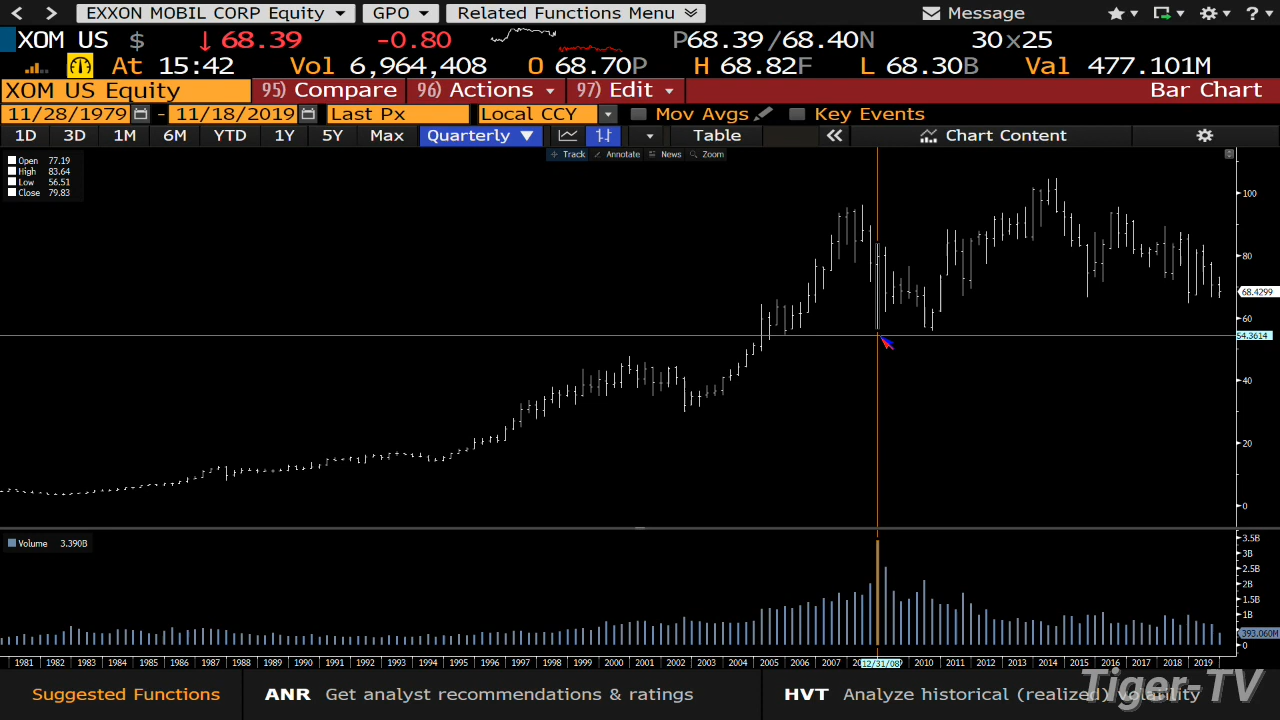 EXXON MOBIL CORP Equity GPO Related Functions Menu Message ?
XOM US $ ↓ 68.39 -0.80 P68.39/68.40N 30x25
At 15:42 Vol 6,964,408 O 68.70P H 68.82F L 68.30B Val 477.101M
XOM US Equity 95) Compare 96) Actions 97) Edit Bar Chart
11/28/1979 - 11/18/2019 Last Px Local CCY Mov Avgs Key Events
1D 3D 1M 6M YTD 1Y 5Y Max Quarterly ▼ Table « Chart Content
Track Annotate News Zoom
Open 77.19
High 83.64
Low 56.51
Close 79.83
100
80
68.4299
60
54.3614
40
20
0
Volume 3.390B
3.5B
3B
2.5B
2B
1.5B
1B
393.060M
0
1981 1982 1983 1984 1985 1986 1987 1988 1989 1990 1991 1992 1993 1994 1995 1996 1997 1998 1999 2000 2001 2002 2003 2004 2005 2006 2007 12/31/08 2010 2011 2012 2013 2014 2015 2016 2017 2018 2019
Suggested Functions ANR Get analyst recommendations & ratings HVT Analyze historical (realized) volatility
Tiger-TV